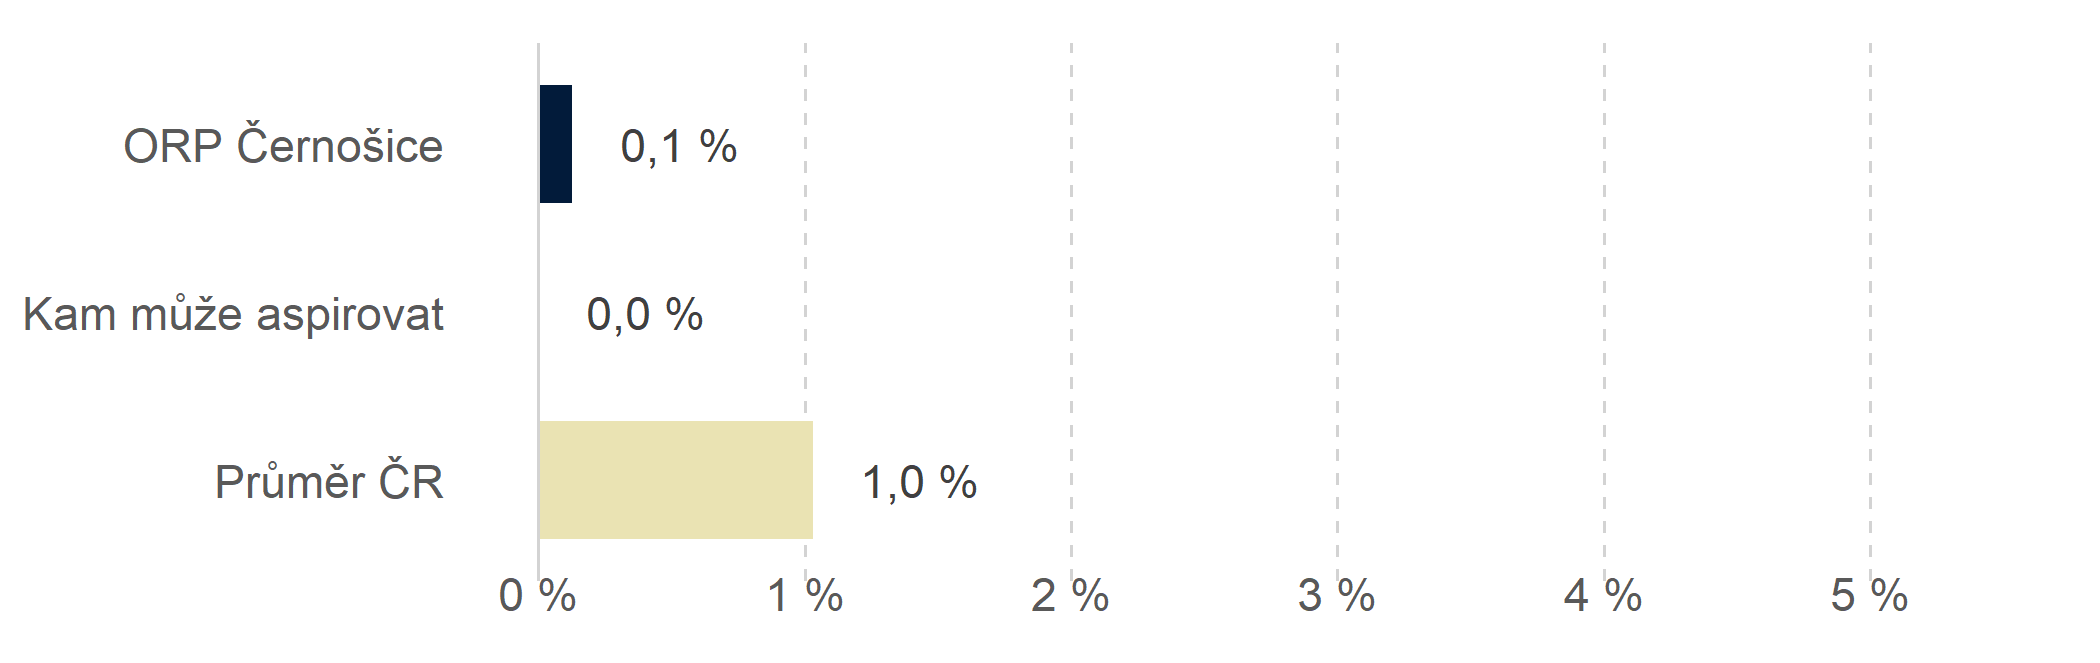 ORP Černošice 0,1 %
Kam může aspirovat 0,0 %
Průměr ČR 1,0 %
0 % 1 % 2 % 3 % 4 % 5 %